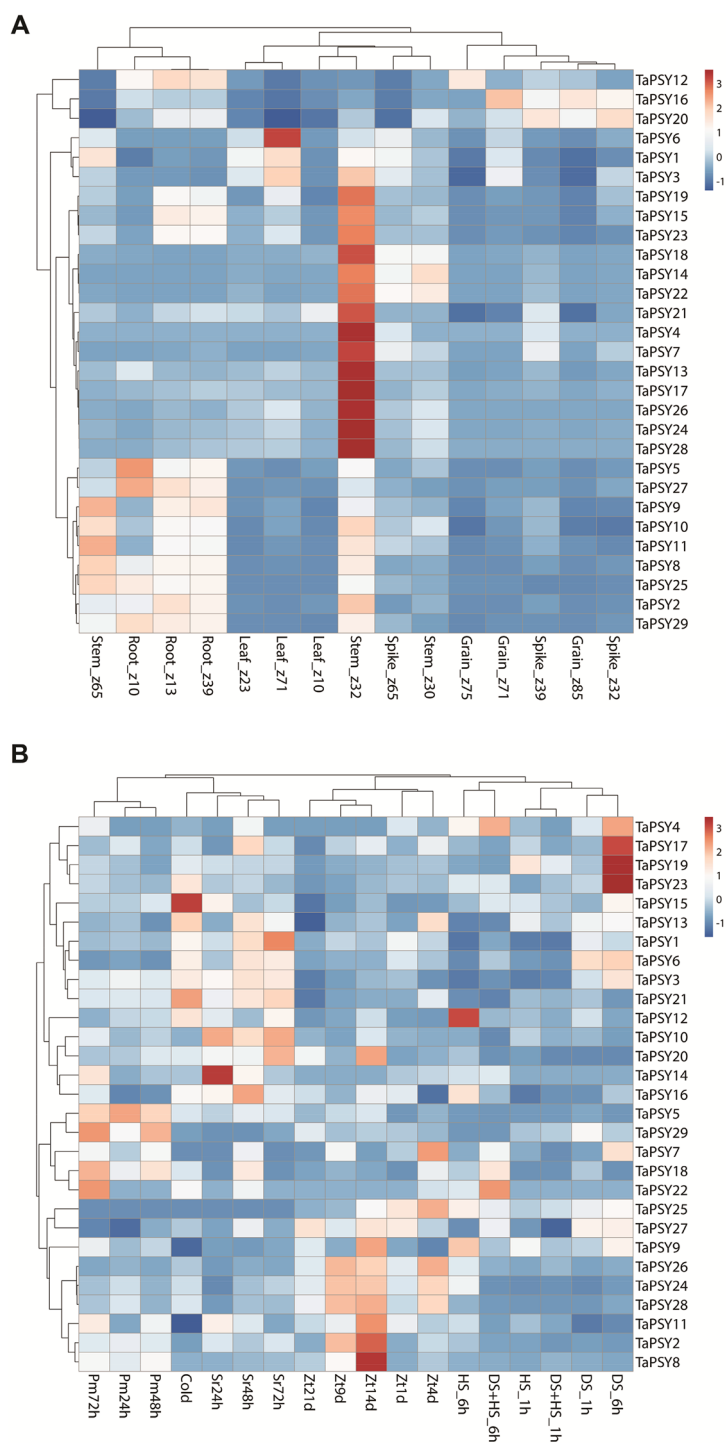 A
TaPSY12
TaPSY16
TaPSY20
TaPSY6
TaPSY1
TaPSY3
TaPSY19
TaPSY15
TaPSY23
TaPSY18
TaPSY14
TaPSY22
TaPSY21
TaPSY4
TaPSY7
TaPSY13
TaPSY17
TaPSY26
TaPSY24
TaPSY28
TaPSY5
TaPSY27
TaPSY9
TaPSY10
TaPSY11
TaPSY8
TaPSY25
TaPSY2
TaPSY29
3
2
1
0
-1
Stem_z65
Root_z10
Root_z13
Root_z39
Leaf_z23
Leaf_z71
Leaf_z10
Stem_z32
Spike_z65
Stem_z30
Grain_z75
Grain_z71
Spike_z39
Grain_z85
Spike_z32
B
TaPSY4
TaPSY17
TaPSY19
TaPSY23
TaPSY15
TaPSY13
TaPSY1
TaPSY6
TaPSY3
TaPSY21
TaPSY12
TaPSY10
TaPSY20
TaPSY14
TaPSY16
TaPSY5
TaPSY29
TaPSY7
TaPSY18
TaPSY22
TaPSY25
TaPSY27
TaPSY9
TaPSY26
TaPSY24
TaPSY28
TaPSY11
TaPSY2
TaPSY8
3
2
1
0
-1
Pm72h
Pm24h
Pm48h
Cold
Sr24h
Sr48h
Sr72h
Zt21d
Zt9d
Zt14d
Zt1d
Zt4d
HS_6h
DS+HS_6h
HS_1h
DS+HS_1h
DS_1h
DS_6h